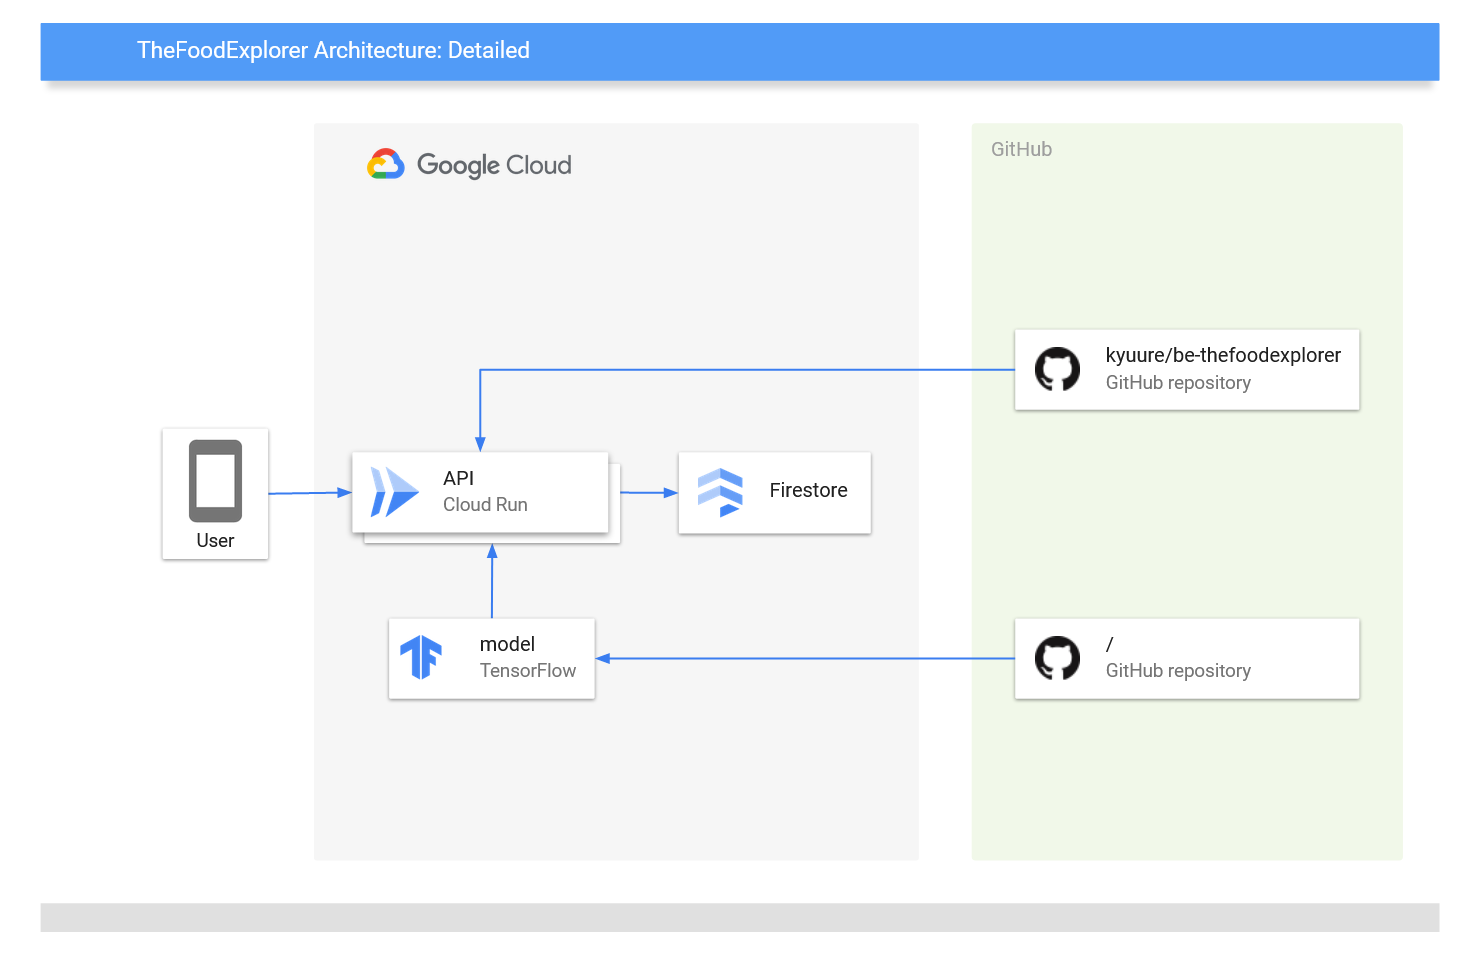 TheFoodExplorer Architecture: Detailed
Google Cloud
GitHub
kyuure/be-thefoodexplorer
GitHub repository
User
API
Cloud Run
Firestore
model
TensorFlow
/
GitHub repository